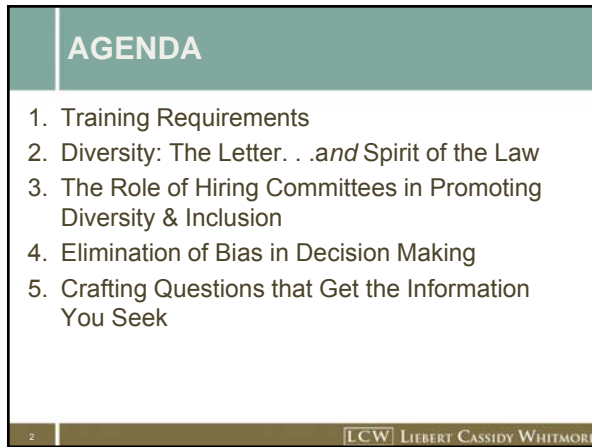 AGENDA
1. Training Requirements
2. Diversity: The Letter. . .and Spirit of the Law
3. The Role of Hiring Committees in Promoting
Diversity & Inclusion
4. Elimination of Bias in Decision Making
5. Crafting Questions that Get the Information
You Seek
2
LCW LIEBERT CASSIDY WHITMORE